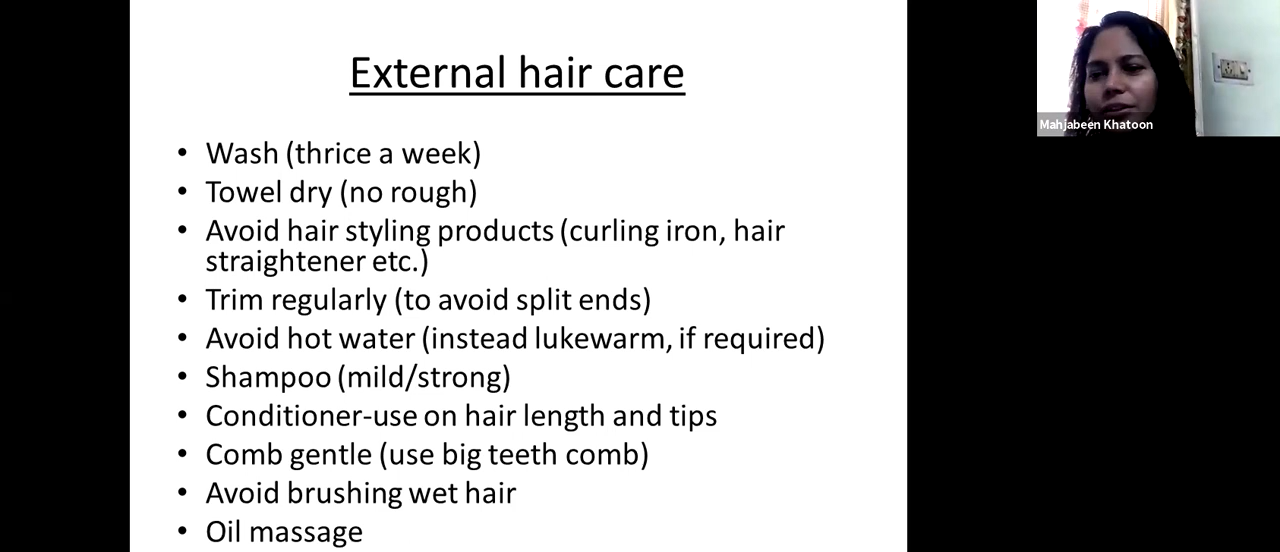 External hair care
• Wash (thrice a week)
• Towel dry (no rough)
• Avoid hair styling products (curling iron, hair
straightener etc.)
• Trim regularly (to avoid split ends)
• Avoid hot water (instead lukewarm, if required)
• Shampoo (mild/strong)
• Conditioner-use on hair length and tips
• Comb gentle (use big teeth comb)
• Avoid brushing wet hair
• Oil massage
Mahjabeen Khatoon